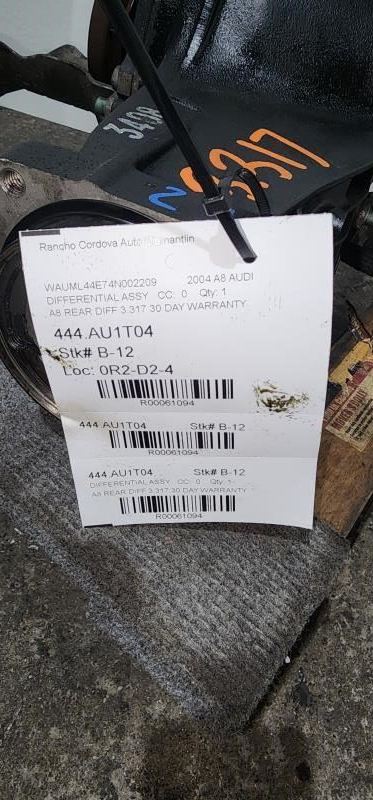 3498
N 3317
Rancho Cordova Auto Dismantlin
WAUML44E74N002209 2004 A8 AUDI
DIFFERENTIAL ASSY CC: 0 Qty: 1
A8 REAR DIFF 3.317 30 DAY WARRANTY
444.AU1T04
Stk# B-12
Loc: 0R2-D2-4
R00061094
444.AU1T04 Stk# B-12
R00061094
444.AU1T04 Stk# B-12
DIFFERENTIAL ASSY CC: 0 Qty: 1
A8 REAR DIFF 3.317 30 DAY WARRANTY
R00061094